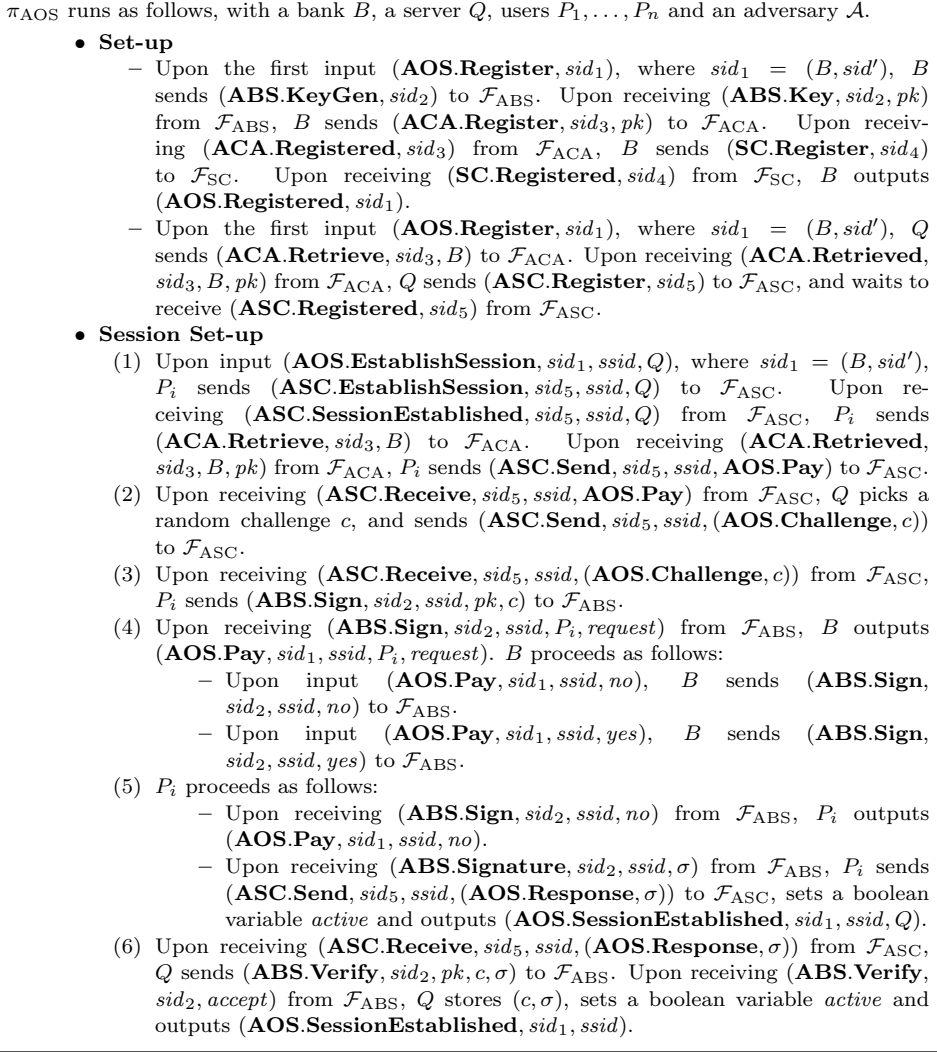 π_AOS runs as follows, with a bank B, a server Q, users P_1, . . . , P_n and an adversary 𝒜.
• Set-up
– Upon the first input (AOS.Register, sid_1), where sid_1 = (B, sid′), B
sends (ABS.KeyGen, sid_2) to ℱ_ABS. Upon receiving (ABS.Key, sid_2, pk)
from ℱ_ABS, B sends (ACA.Register, sid_3, pk) to ℱ_ACA. Upon receiv-
ing (ACA.Registered, sid_3) from ℱ_ACA, B sends (SC.Register, sid_4)
to ℱ_SC. Upon receiving (SC.Registered, sid_4) from ℱ_SC, B outputs
(AOS.Registered, sid_1).
– Upon the first input (AOS.Register, sid_1), where sid_1 = (B, sid′), Q
sends (ACA.Retrieve, sid_3, B) to ℱ_ACA. Upon receiving (ACA.Retrieved,
sid_3, B, pk) from ℱ_ACA, Q sends (ASC.Register, sid_5) to ℱ_ASC, and waits to
receive (ASC.Registered, sid_5) from ℱ_ASC.
• Session Set-up
(1) Upon input (AOS.EstablishSession, sid_1, ssid, Q), where sid_1 = (B, sid′),
P_i sends (ASC.EstablishSession, sid_5, ssid, Q) to ℱ_ASC. Upon re-
ceiving (ASC.SessionEstablished, sid_5, ssid, Q) from ℱ_ASC, P_i sends
(ACA.Retrieve, sid_3, B) to ℱ_ACA. Upon receiving (ACA.Retrieved,
sid_3, B, pk) from ℱ_ACA, P_i sends (ASC.Send, sid_5, ssid, AOS.Pay) to ℱ_ASC.
(2) Upon receiving (ASC.Receive, sid_5, ssid, AOS.Pay) from ℱ_ASC, Q picks a
random challenge c, and sends (ASC.Send, sid_5, ssid, (AOS.Challenge, c))
to ℱ_ASC.
(3) Upon receiving (ASC.Receive, sid_5, ssid, (AOS.Challenge, c)) from ℱ_ASC,
P_i sends (ABS.Sign, sid_2, ssid, pk, c) to ℱ_ABS.
(4) Upon receiving (ABS.Sign, sid_2, ssid, P_i, request) from ℱ_ABS, B outputs
(AOS.Pay, sid_1, ssid, P_i, request). B proceeds as follows:
– Upon input (AOS.Pay, sid_1, ssid, no), B sends (ABS.Sign,
sid_2, ssid, no) to ℱ_ABS.
– Upon input (AOS.Pay, sid_1, ssid, yes), B sends (ABS.Sign,
sid_2, ssid, yes) to ℱ_ABS.
(5) P_i proceeds as follows:
– Upon receiving (ABS.Sign, sid_2, ssid, no) from ℱ_ABS, P_i outputs
(AOS.Pay, sid_1, ssid, no).
– Upon receiving (ABS.Signature, sid_2, ssid, σ) from ℱ_ABS, P_i sends
(ASC.Send, sid_5, ssid, (AOS.Response, σ)) to ℱ_ASC, sets a boolean
variable active and outputs (AOS.SessionEstablished, sid_1, ssid, Q).
(6) Upon receiving (ASC.Receive, sid_5, ssid, (AOS.Response, σ)) from ℱ_ASC,
Q sends (ABS.Verify, sid_2, pk, c, σ) to ℱ_ABS. Upon receiving (ABS.Verify,
sid_2, accept) from ℱ_ABS, Q stores (c, σ), sets a boolean variable active and
outputs (AOS.SessionEstablished, sid_1, ssid).